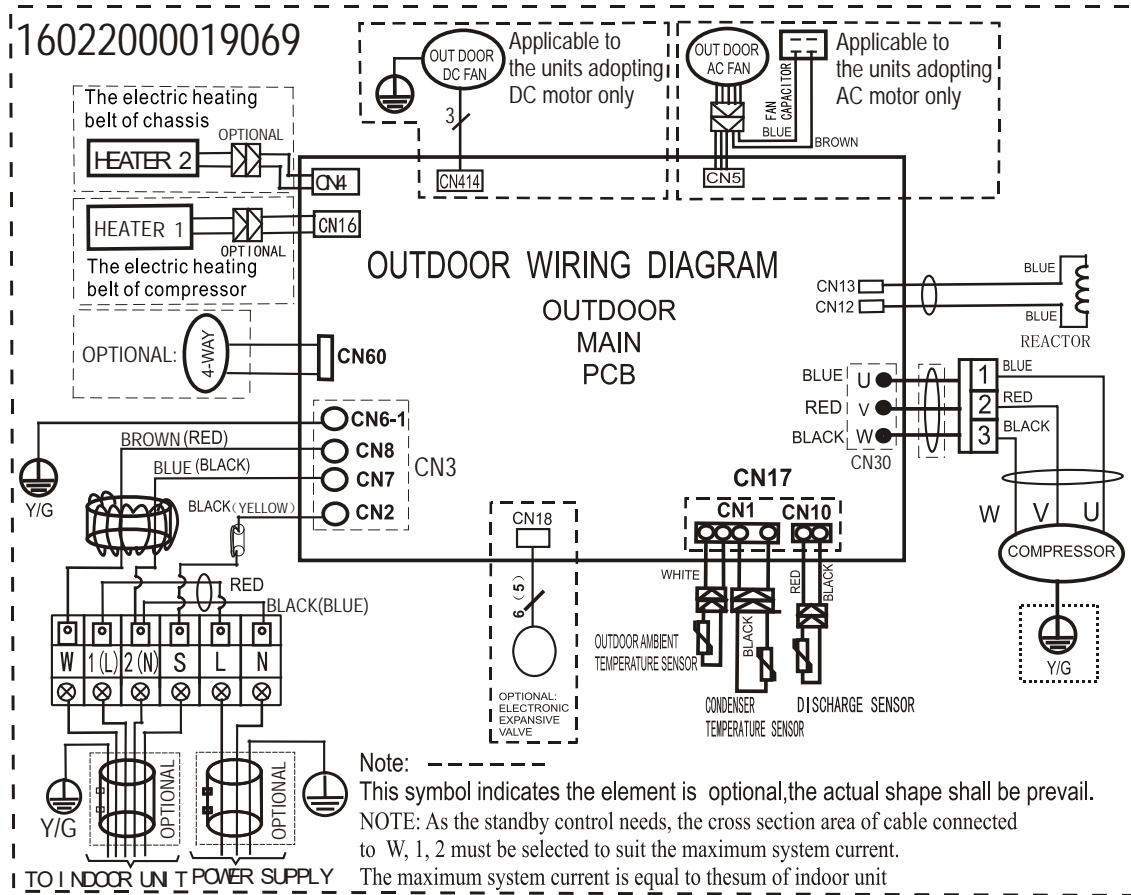 16022000019069
OUT DOOR
DC FAN
Applicable to
the units adopting
DC motor only
3
CN414
OUT DOOR
AC FAN
FAN
CAPACITOR
BLUE
BROWN
CN5
Applicable to
the units adopting
AC motor only
The electric heating
belt of chassis
OPTIONAL
HEATER 2
CN4
HEATER 1
CN16
OPTIONAL
The electric heating
belt of compressor
OPTIONAL:
4-WAY
CN60
OUTDOOR WIRING DIAGRAM
OUTDOOR
MAIN
PCB
CN13
CN12
BLUE
BLUE
REACTOR
BLUE U
RED V
BLACK W
CN30
1
2
3
BLUE
RED
BLACK
W V U
COMPRESSOR
Y/G
CN6-1
CN8
CN7
CN2
CN3
Y/G
BROWN(RED)
BLUE (BLACK)
BLACK(YELLOW)
RED
BLACK(BLUE)
W 1(L) 2(N) S L N
Y/G
OPTIONAL
OPTIONAL
TO INDOOR UNIT POWER SUPPLY
CN18
6 (5)
OPTIONAL:
ELECTRONIC
EXPANSIVE
VALVE
CN17
CN1 CN10
WHITE
BLACK
RED
BLACK
OUTDOOR AMBIENT
TEMPERATURE SENSOR
CONDENSER
TEMPERATURE SENSOR
DISCHARGE SENSOR
Note:
This symbol indicates the element is optional,the actual shape shall be prevail.
NOTE: As the standby control needs, the cross section area of cable connected
to W, 1, 2 must be selected to suit the maximum system current.
The maximum system current is equal to thesum of indoor unit